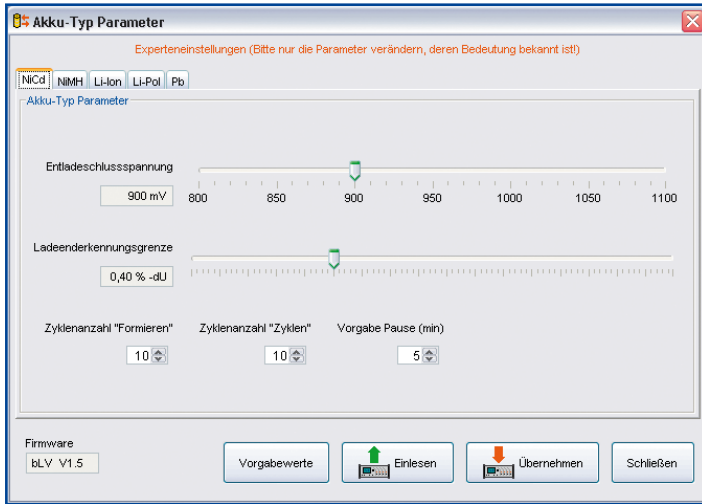 Akku-Typ Parameter
Experteneinstellungen (Bitte nur die Parameter verändern, deren Bedeutung bekannt ist!)
NiCd NiMH Li-Ion Li-Pol Pb
Akku-Typ Parameter
Entladeschlussspannung
900 mV
800 850 900 950 1000 1050 1100
Ladeenderkennungsgrenze
0,40 % -dU
Zyklenanzahl "Formieren" Zyklenanzahl "Zyklen" Vorgabe Pause (min)
10 10 5
Firmware
bLV V1.5
Vorgabewerte Einlesen Übernehmen Schließen